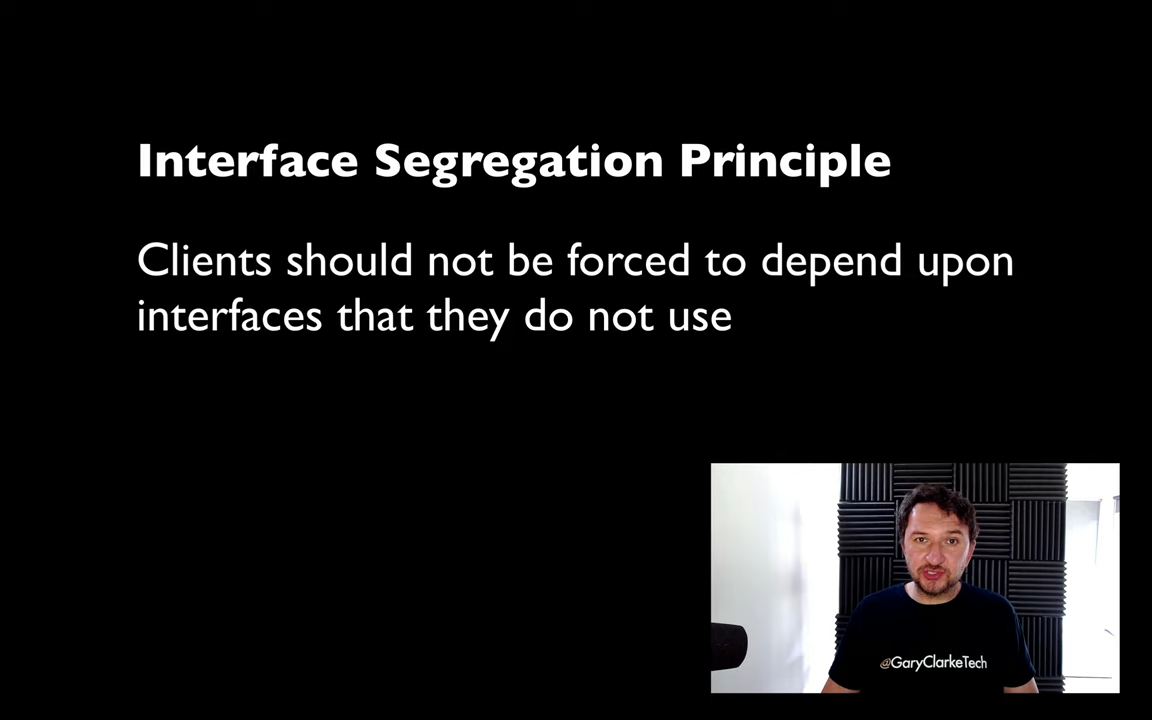 Interface Segregation Principle
Clients should not be forced to depend upon
interfaces that they do not use
@GaryClarkeTech